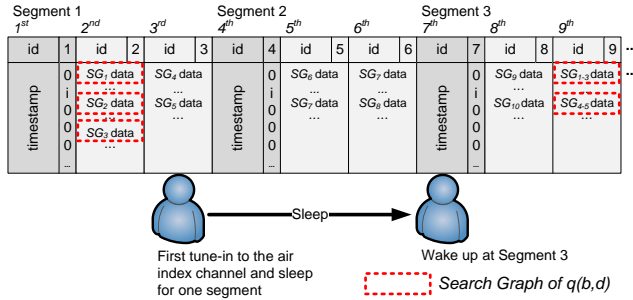 Segment 1 Segment 2 Segment 3
1st 2nd 3rd 4th 5th 6th 7th 8th 9th
id 1 id 2 id 3 id 4 id 5 id 6 id 7 id 8 id 9 ..
timestamp 0 i 0 0 0 ...
SG1 data ... SG2 data ... SG3 data ...
SG4 data ... SG5 data ...
timestamp 0 i 0 0 0 ...
SG6 data ... SG7 data ...
SG7 data ... SG8 data ...
timestamp 0 i 0 0 0 ...
SG9 data ... SG10 data ...
SG1-3 data ... SG4-5 data ...
..
Sleep
First tune-in to the air
index channel and sleep
for one segment
Wake up at Segment 3
Search Graph of q(b,d)